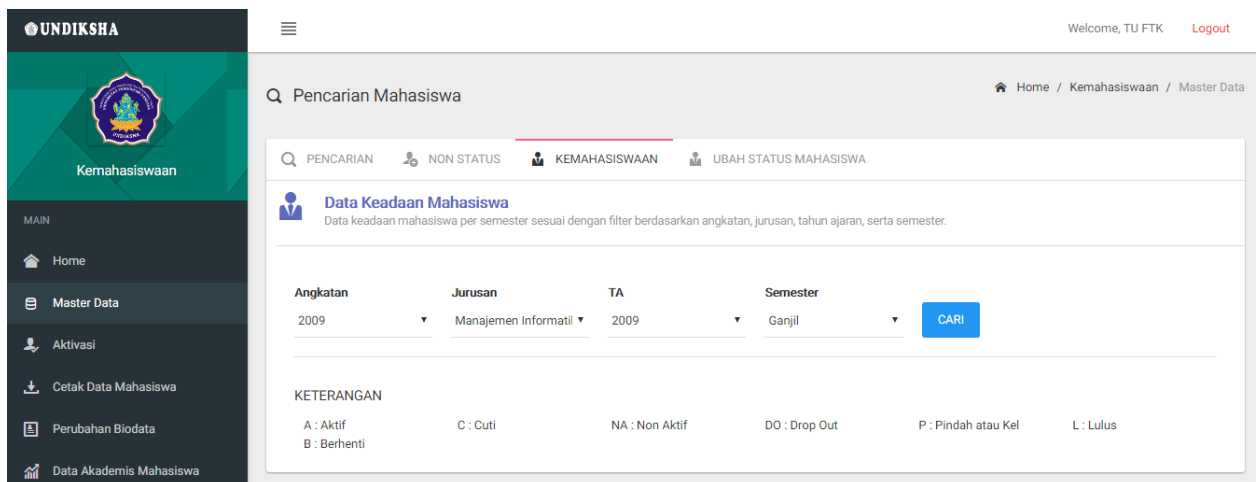 UNDIKSHA
Welcome, TU FTK Logout
Kemahasiswaan
MAIN
Home
Master Data
Aktivasi
Cetak Data Mahasiswa
Perubahan Biodata
Data Akademis Mahasiswa
Pencarian Mahasiswa
Home / Kemahasiswaan / Master Data
PENCARIAN NON STATUS KEMAHASISWAAN UBAH STATUS MAHASISWA
Data Keadaan Mahasiswa
Data keadaan mahasiswa per semester sesuai dengan filter berdasarkan angkatan, jurusan, tahun ajaran, serta semester.
Angkatan Jurusan TA Semester
2009 Manajemen Informatil 2009 Ganjil CARI
KETERANGAN
A : Aktif C : Cuti NA : Non Aktif DO : Drop Out P : Pindah atau Kel L : Lulus
B : Berhenti